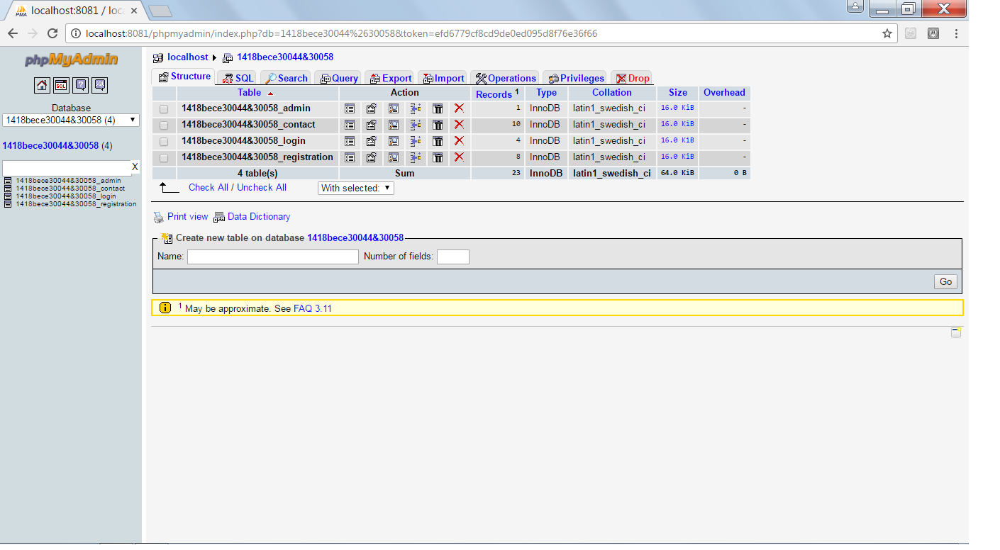 localhost:8081 / loc
localhost:8081/phpmyadmin/index.php?db=1418bece30044%2630058&token=efd6779cf8cd9de0ed095d8f76e36f66
phpMyAdmin
SQL
Database
1418bece30044&30058 (4)
1418bece30044&30058 (4)
X
1418bece30044&30058_admin
1418bece30044&30058_contact
1418bece30044&30058_login
1418bece30044&30058_registration
localhost 1418bece30044&30058
Structure SQL Search Query Export Import Operations Privileges Drop
Table Action Records 1 Type Collation Size Overhead
1418bece30044&30058_admin 1 InnoDB latin1_swedish_ci 16.0 KiB -
1418bece30044&30058_contact 10 InnoDB latin1_swedish_ci 16.0 KiB -
1418bece30044&30058_login 4 InnoDB latin1_swedish_ci 16.0 KiB -
1418bece30044&30058_registration 8 InnoDB latin1_swedish_ci 16.0 KiB -
4 table(s) Sum 23 InnoDB latin1_swedish_ci 64.0 KiB 0 B
Check All / Uncheck All With selected:
Print view Data Dictionary
Create new table on database 1418bece30044&30058
Name: Number of fields:
Go
1 May be approximate. See FAQ 3.11